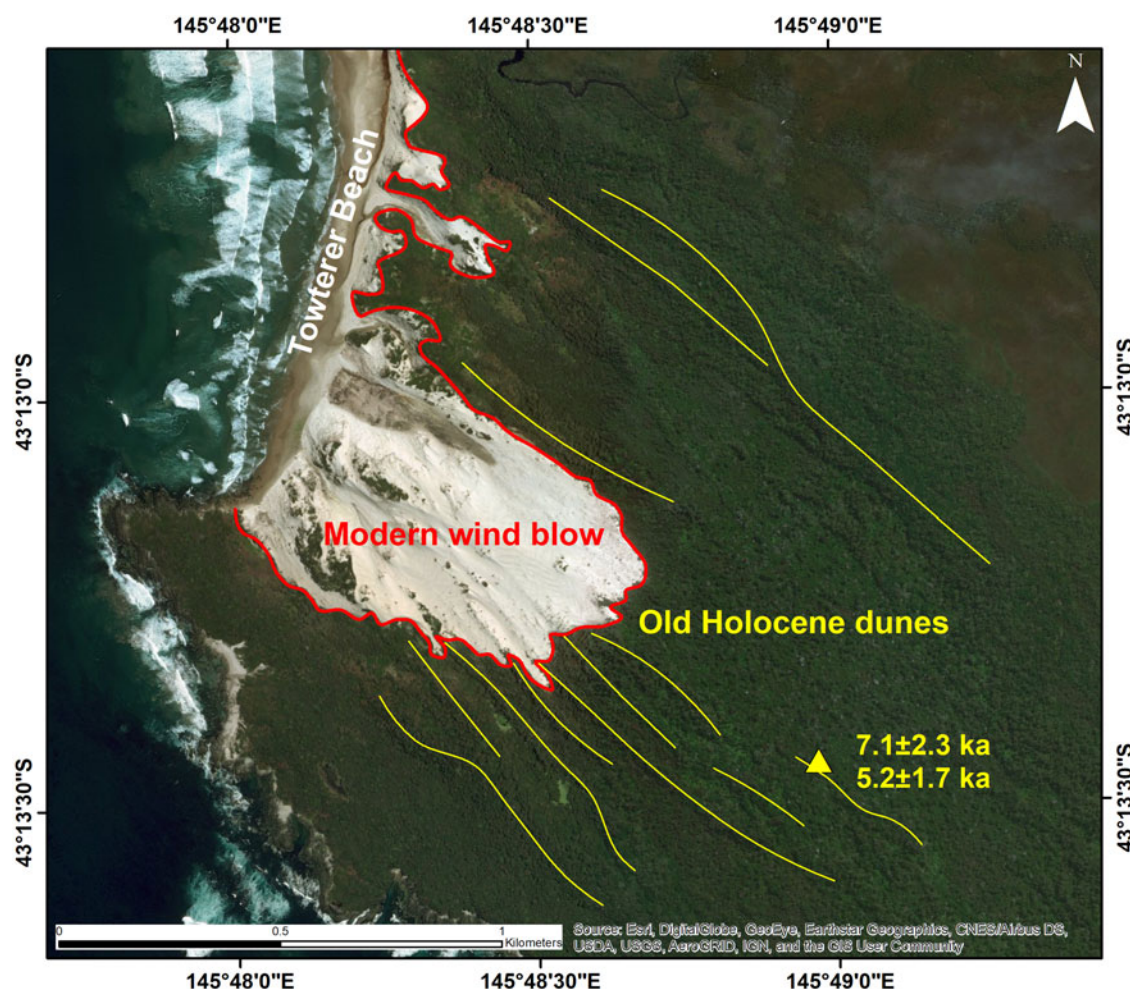 145°48'0"E 145°48'30"E 145°49'0"E
N
Towterer Beach
43°13'0"S 43°13'0"S
Modern wind blow
Old Holocene dunes
7.1±2.3 ka
5.2±1.7 ka
43°13'30"S 43°13'30"S
0 0.5 1
Kilometers
Source: Esri, DigitalGlobe, GeoEye, Earthstar Geographics, CNES/Airbus DS,
USDA, USGS, AeroGRID, IGN, and the GIS User Community
145°48'0"E 145°48'30"E 145°49'0"E